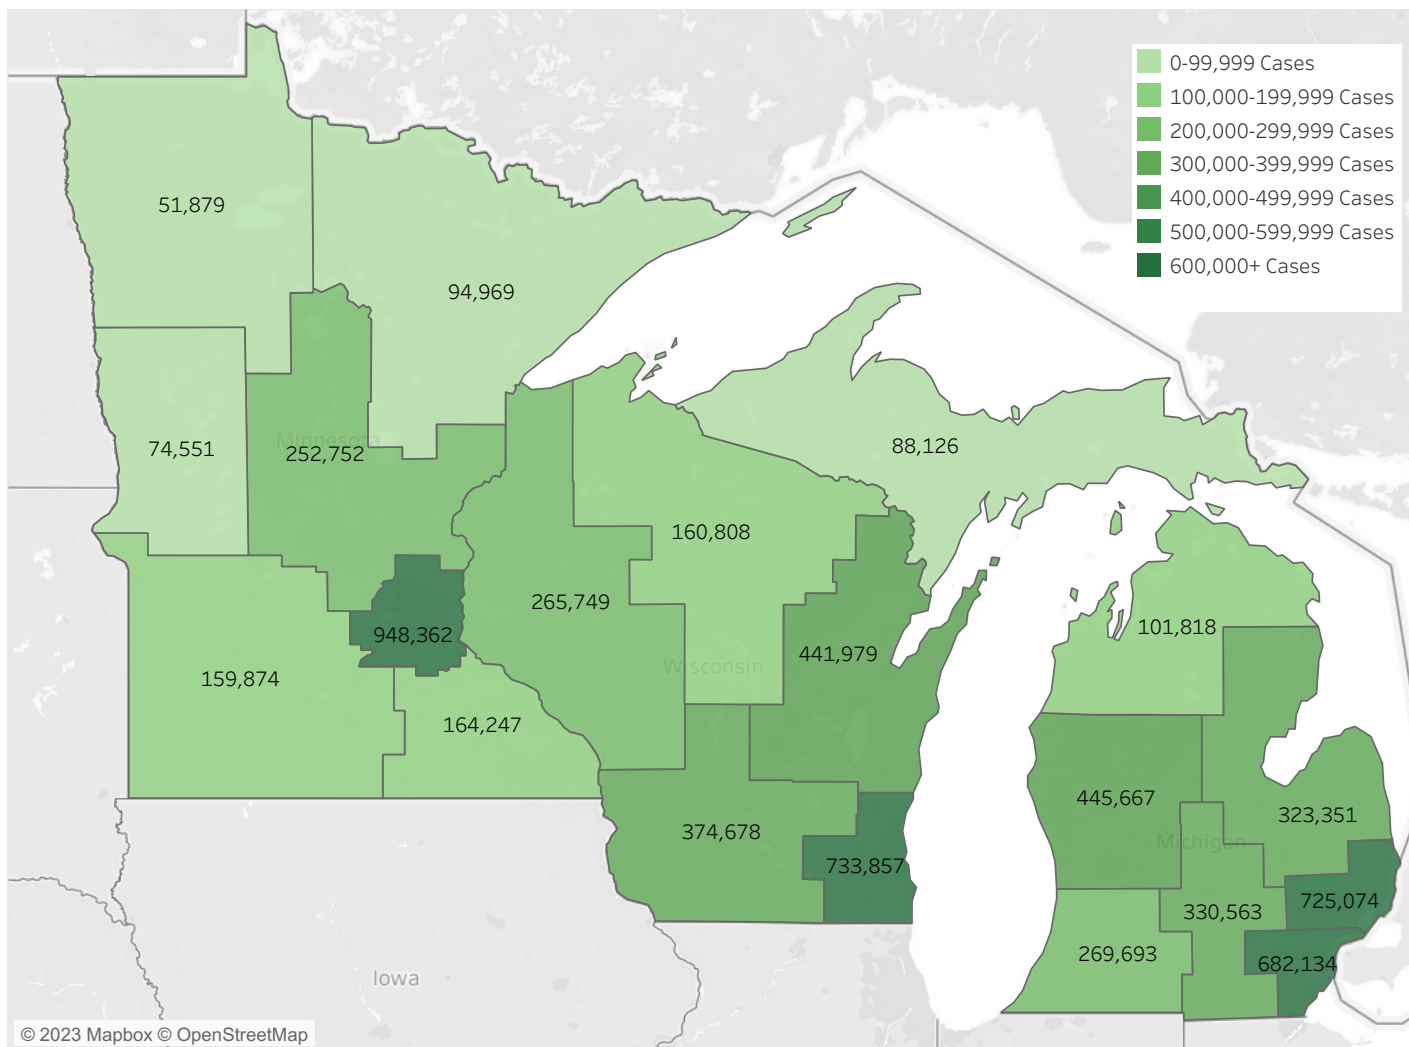 0-99,999 Cases
100,000-199,999 Cases
200,000-299,999 Cases
300,000-399,999 Cases
400,000-499,999 Cases
500,000-599,999 Cases
600,000+ Cases
51,879
94,969
74,551
Minnesota
252,752
88,126
160,808
265,749
948,362
101,818
441,979
Wisconsin
159,874
164,247
445,667
323,351
374,678
Michigan
733,857
725,074
330,563
269,693
682,134
Iowa
© 2023 Mapbox © OpenStreetMap